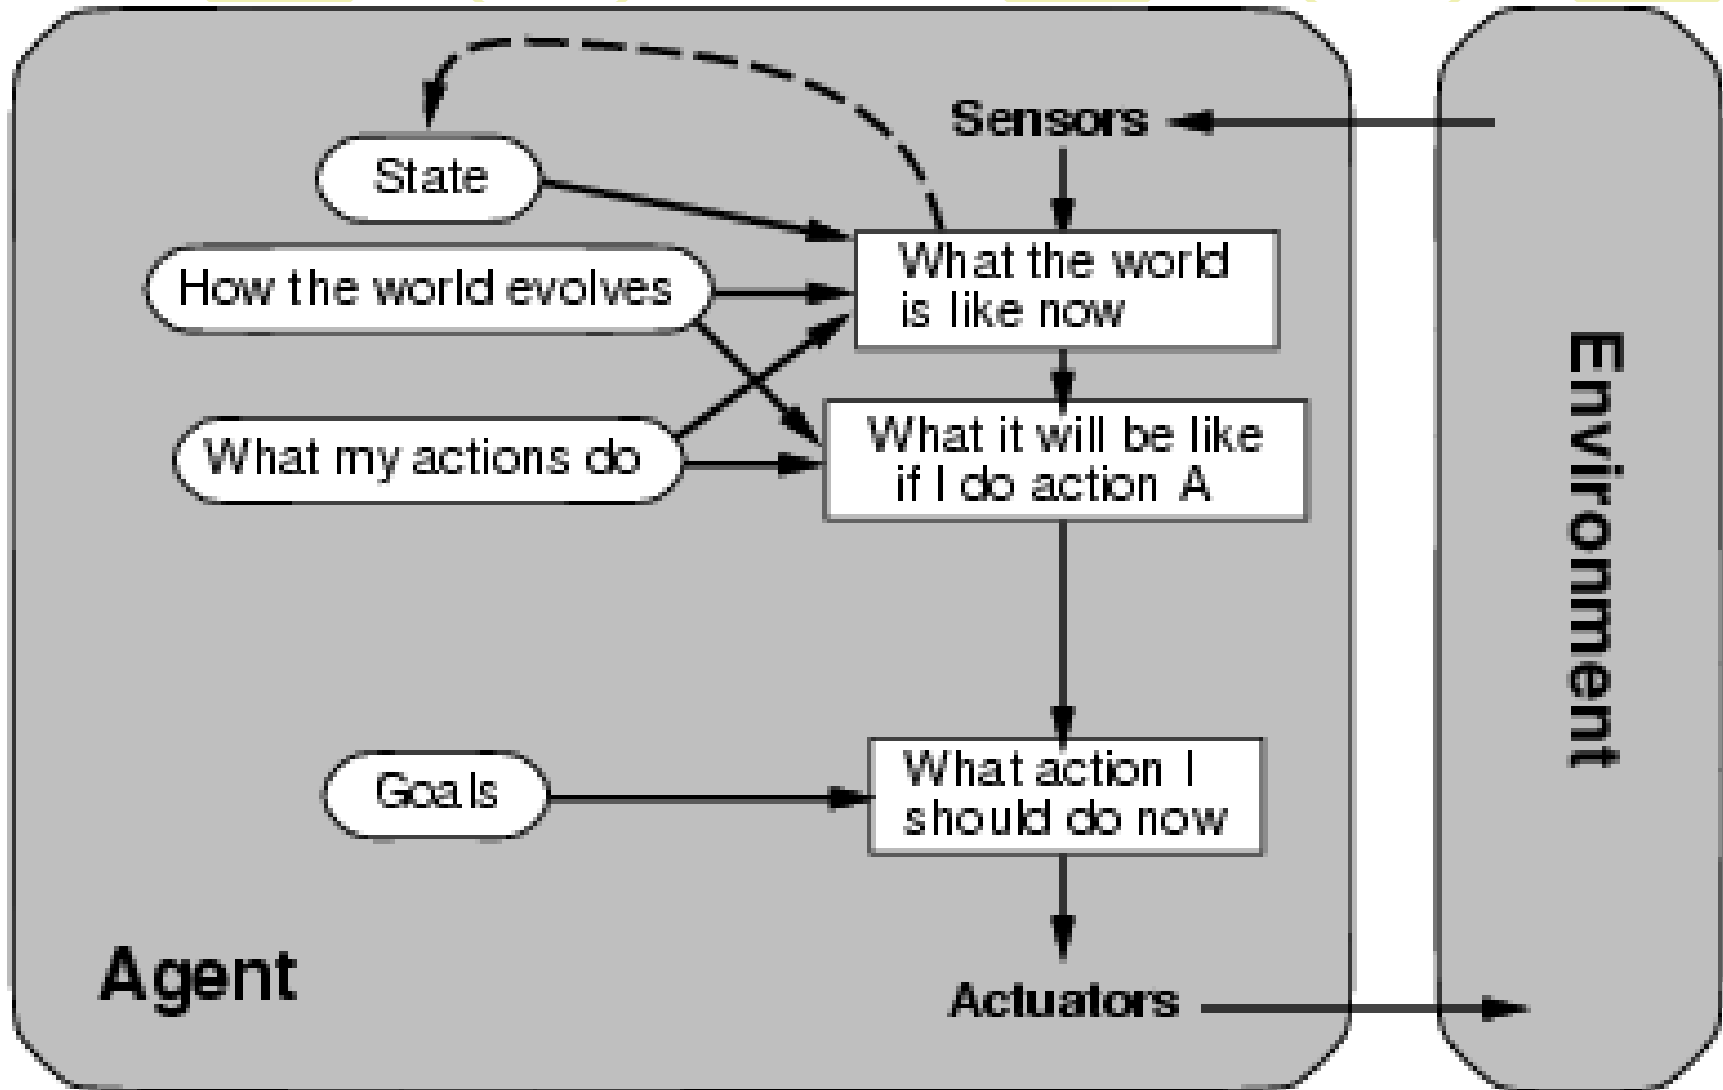 Sensors
State
What the world
is like now
How the world evolves
What my actions do
What it will be like
if I do action A
Goals
What action I
should do now
Agent
Actuators
Environment